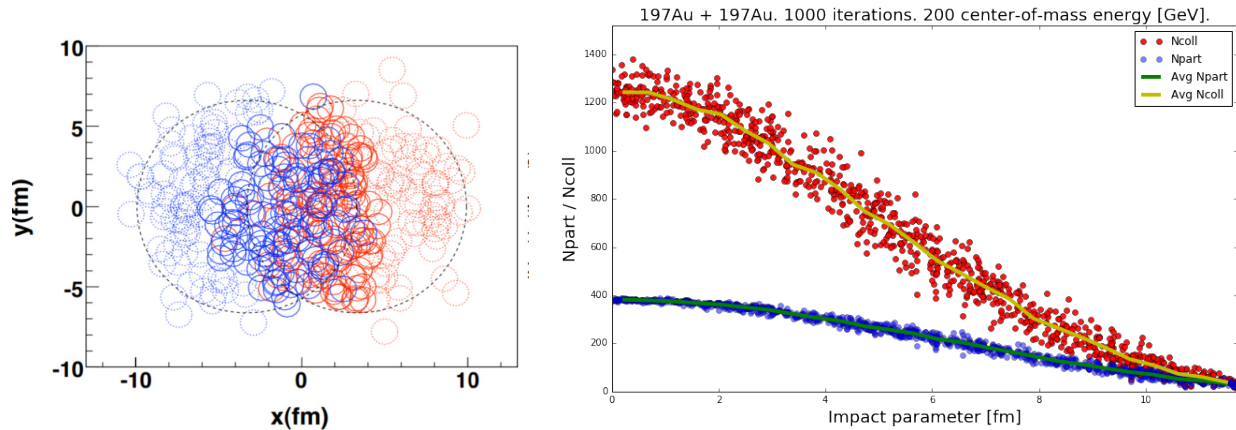 10
5
0
-5
-10
y(fm)
-10
0
10
x(fm)
197Au + 197Au. 1000 iterations. 200 center-of-mass energy [GeV].
1400
1200
1000
800
600
400
200
0
Npart / Ncoll
0
2
4
6
8
10
Impact parameter [fm]
Ncoll
Npart
Avg Npart
Avg Ncoll